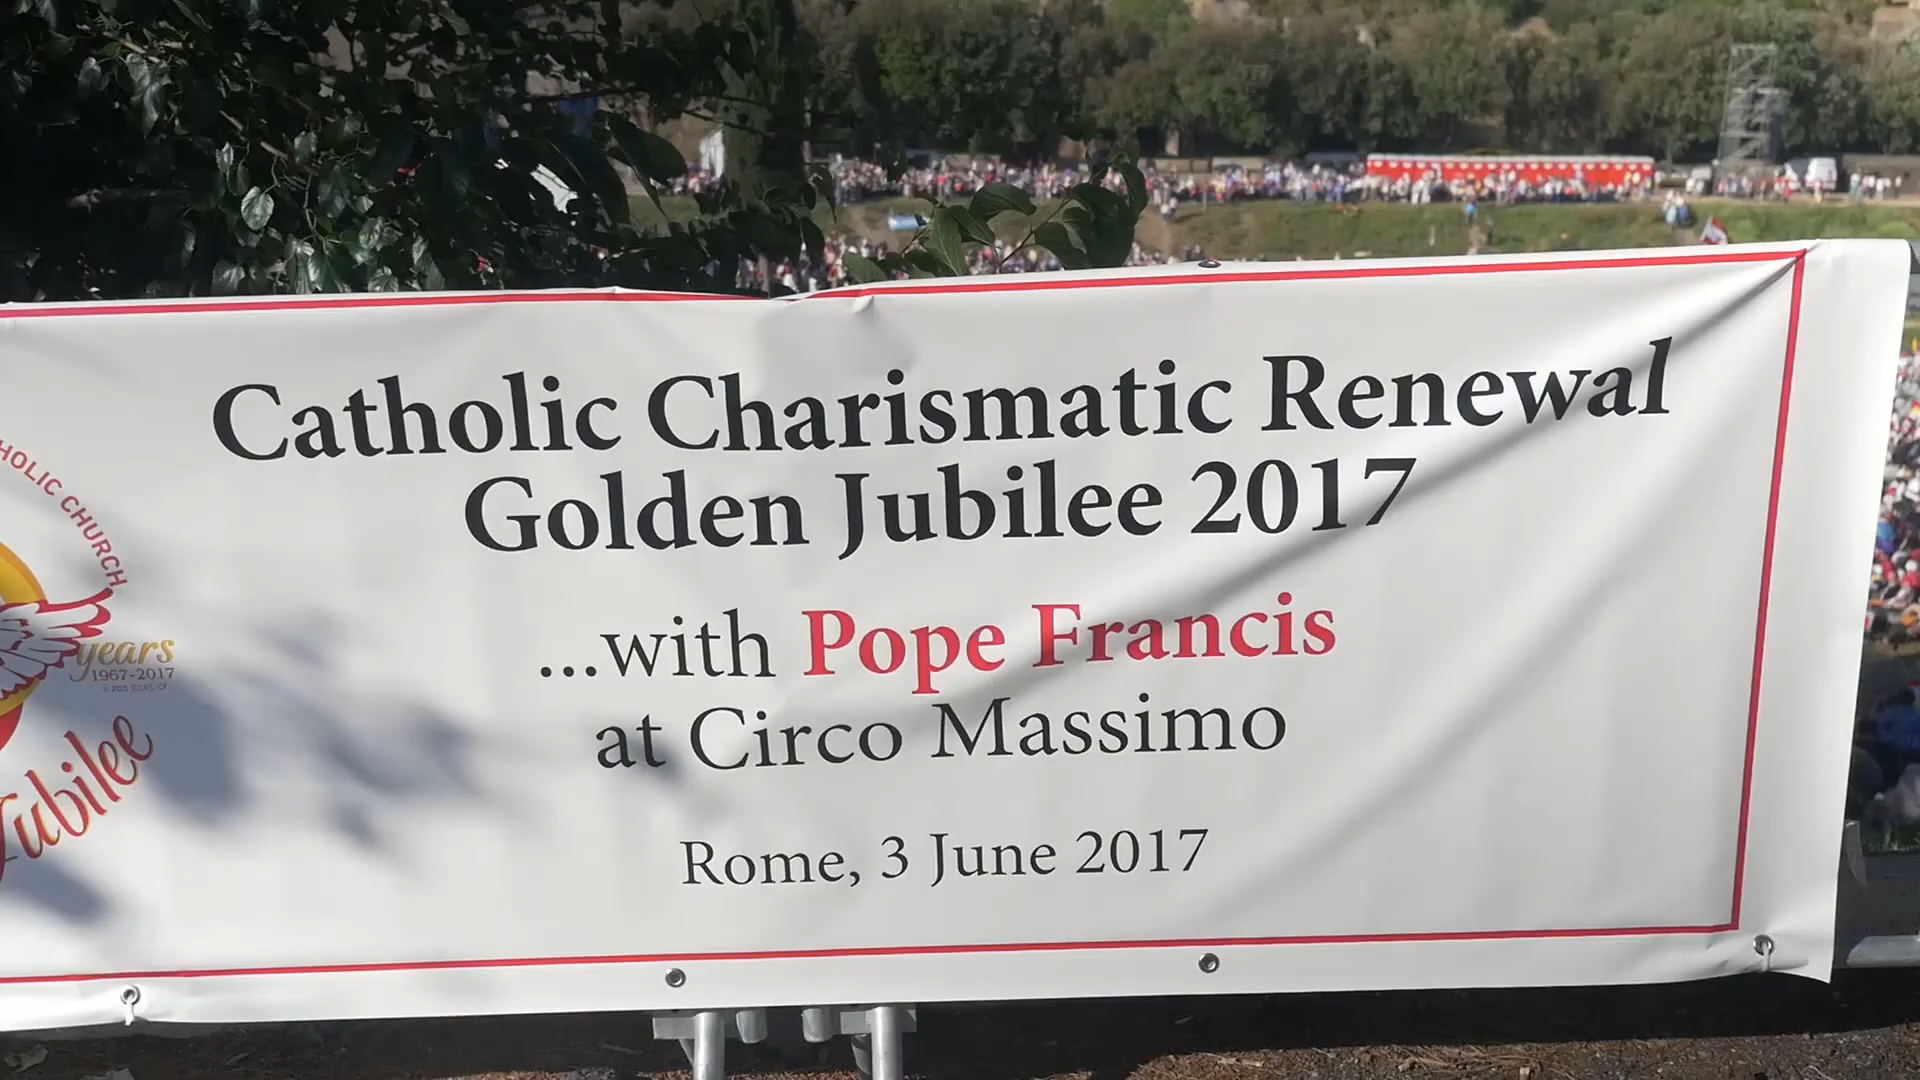 Catholic Charismatic Renewal
Golden Jubilee 2017
...with Pope Francis
at Circo Massimo
Rome, 3 June 2017
CHURCH
years
1967-2017
Jubilee